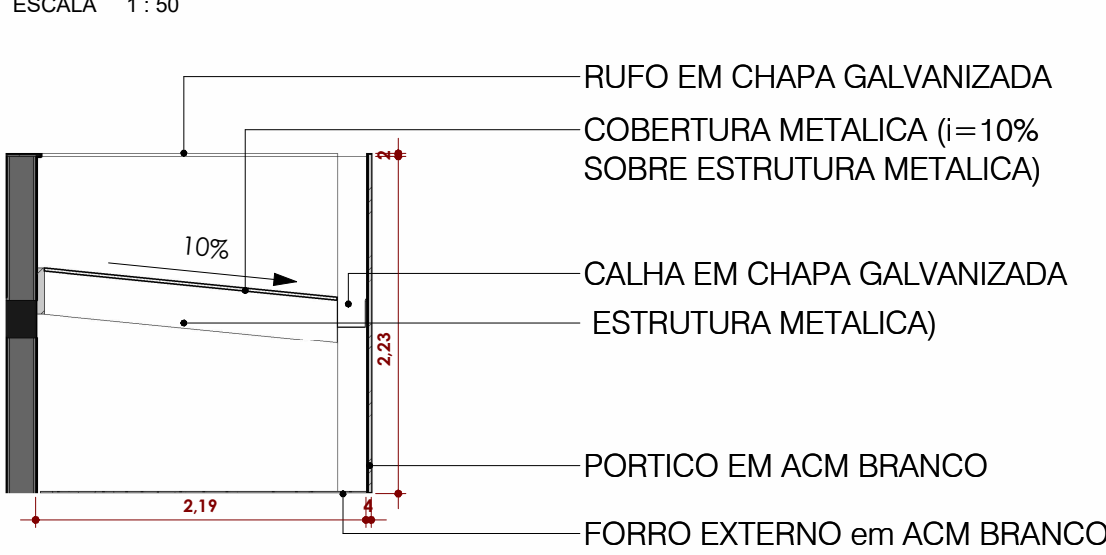 ESCALA 1 : 50
RUFO EM CHAPA GALVANIZADA
COBERTURA METALICA (i=10%
SOBRE ESTRUTURA METALICA)
2
10%
CALHA EM CHAPA GALVANIZADA
ESTRUTURA METALICA)
2,23
PORTICO EM ACM BRANCO
2,19
4
FORRO EXTERNO em ACM BRANCO